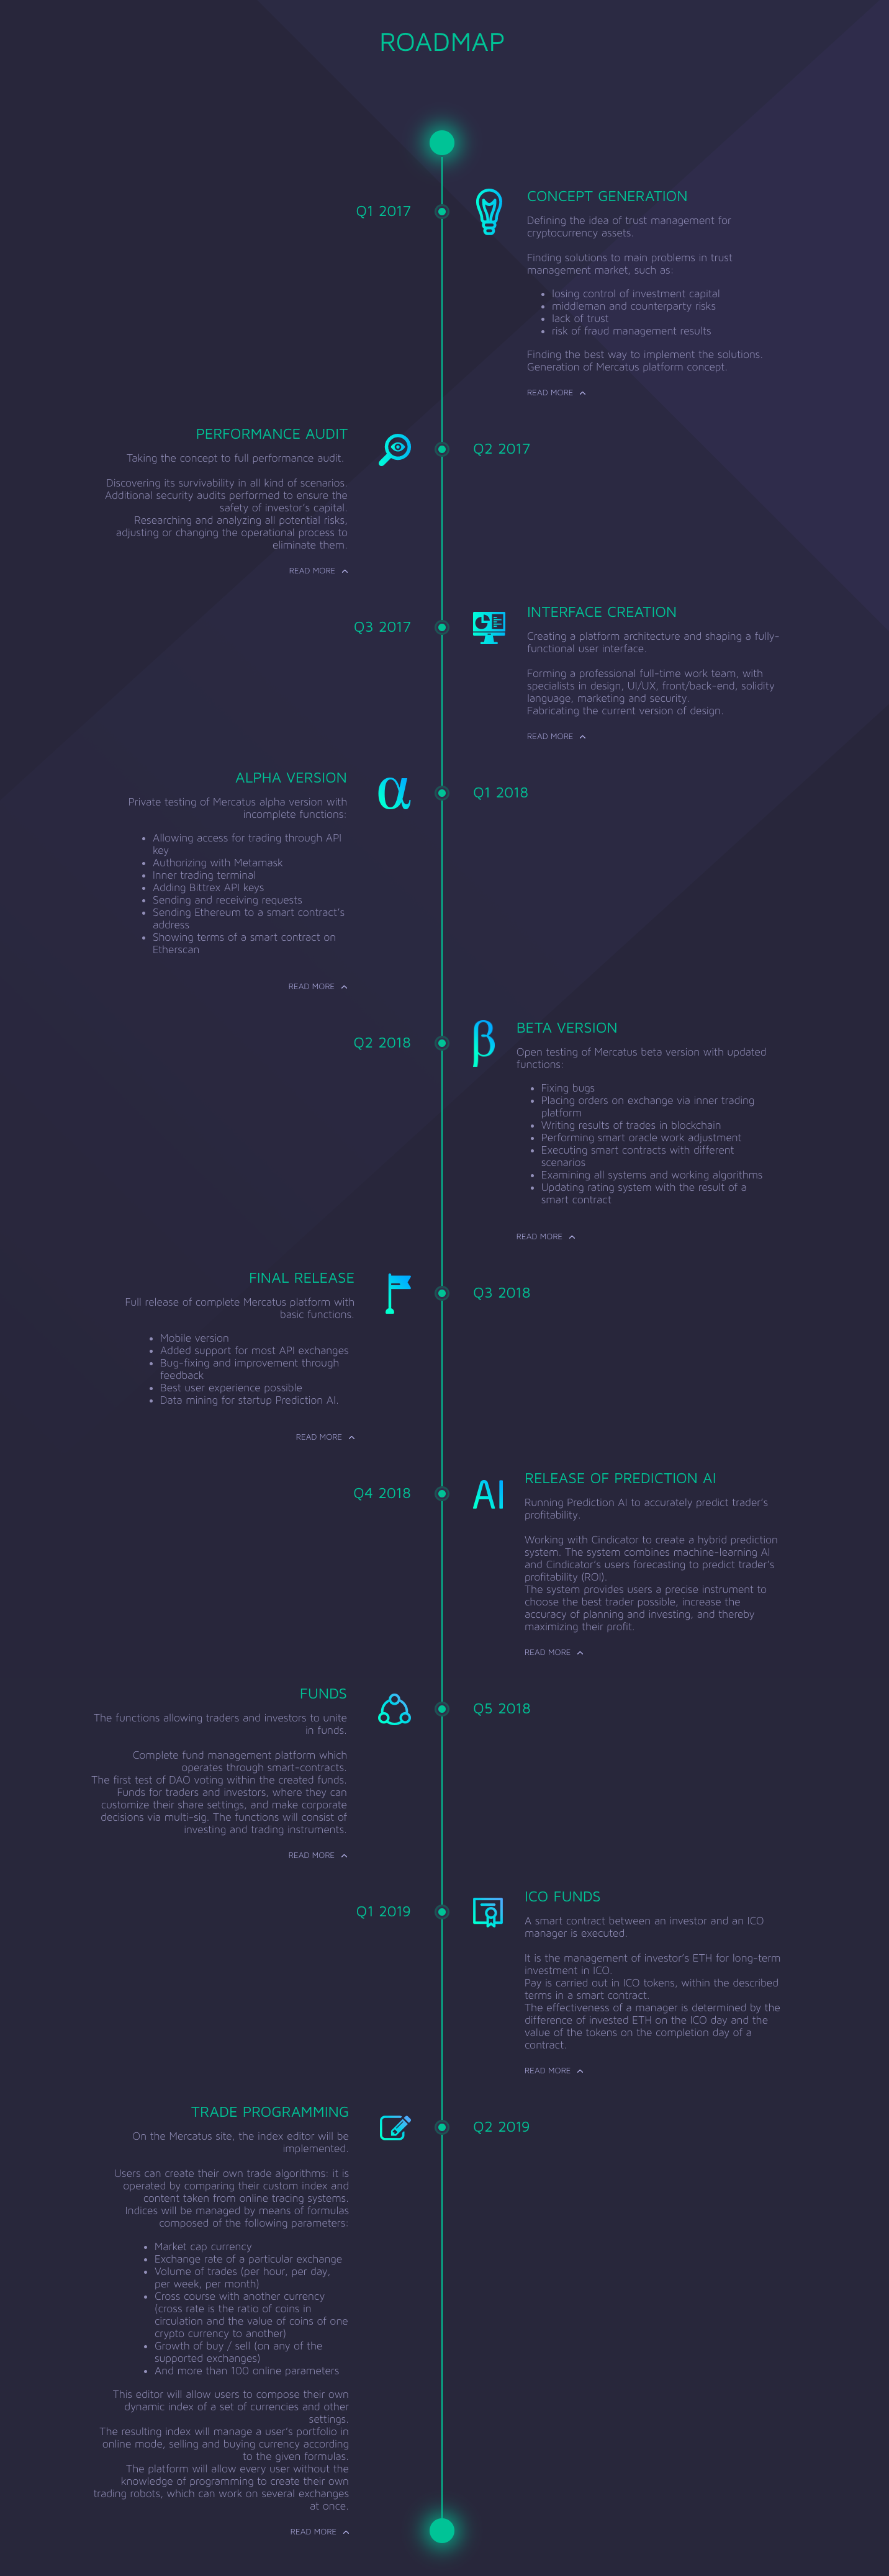 ROADMAP
Q1 2017
CONCEPT GENERATION
Defining the idea of trust management for
cryptocurrency assets.
Finding solutions to main problems in trust
management market, such as:
• losing control of investment capital
• middleman and counterparty risks
• lack of trust
• risk of fraud management results
Finding the best way to implement the solutions.
Generation of Mercatus platform concept.
READ MORE
PERFORMANCE AUDIT
Q2 2017
Taking the concept to full performance audit.
Discovering its survivability in all kind of scenarios.
Additional security audits performed to ensure the
safety of investor's capital.
Researching and analyzing all potential risks,
adjusting or changing the operational process to
eliminate them.
READ MORE
Q3 2017
INTERFACE CREATION
Creating a platform architecture and shaping a fully-
functional user interface.
Forming a professional full-time work team, with
specialists in design, UI/UX, front/back-end, solidity
language, marketing and security.
Fabricating the current version of design.
READ MORE
ALPHA VERSION
α
Q1 2018
Private testing of Mercatus alpha version with
incomplete functions:
• Allowing access for trading through API
key
• Authorizing with Metamask
• Inner trading terminal
• Adding Bittrex API keys
• Sending and receiving requests
• Sending Ethereum to a smart contract's
address
• Showing terms of a smart contract on
Etherscan
READ MORE
Q2 2018
β
BETA VERSION
Open testing of Mercatus beta version with updated
functions:
• Fixing bugs
• Placing orders on exchange via inner trading
platform
• Writing results of trades in blockchain
• Performing smart oracle work adjustment
• Executing smart contracts with different
scenarios
• Examining all systems and working algorithms
• Updating rating system with the result of a
smart contract
READ MORE
FINAL RELEASE
Q3 2018
Full release of complete Mercatus platform with
basic functions.
• Mobile version
• Added support for most API exchanges
• Bug-fixing and improvement through
feedback
• Best user experience possible
• Data mining for startup Prediction AI.
READ MORE
Q4 2018
AI
RELEASE OF PREDICTION AI
Running Prediction AI to accurately predict trader's
profitability.
Working with Cindicator to create a hybrid prediction
system. The system combines machine-learning AI
and Cindicator's users forecasting to predict trader's
profitability (ROI).
The system provides users a precise instrument to
choose the best trader possible, increase the
accuracy of planning and investing, and thereby
maximizing their profit.
READ MORE
FUNDS
Q5 2018
The functions allowing traders and investors to unite
in funds.
Complete fund management platform which
operates through smart-contracts.
The first test of DAO voting within the created funds.
Funds for traders and investors, where they can
customize their share settings, and make corporate
decisions via multi-sig. The functions will consist of
investing and trading instruments.
READ MORE
Q1 2019
ICO FUNDS
A smart contract between an investor and an ICO
manager is executed.
It is the management of investor's ETH for long-term
investment in ICO.
Pay is carried out in ICO tokens, within the described
terms in a smart contract.
The effectiveness of a manager is determined by the
difference of invested ETH on the ICO day and the
value of the tokens on the completion day of a
contract.
READ MORE
TRADE PROGRAMMING
Q2 2019
On the Mercatus site, the index editor will be
implemented.
Users can create their own trade algorithms: it is
operated by comparing their custom index and
content taken from online tracing systems.
Indices will be managed by means of formulas
composed of the following parameters:
• Market cap currency
• Exchange rate of a particular exchange
• Volume of trades (per hour, per day,
per week, per month)
• Cross course with another currency
(cross rate is the ratio of coins in
circulation and the value of coins of one
crypto currency to another)
• Growth of buy / sell (on any of the
supported exchanges)
• And more than 100 online parameters
This editor will allow users to compose their own
dynamic index of a set of currencies and other
settings.
The resulting index will manage a user's portfolio in
online mode, selling and buying currency according
to the given formulas.
The platform will allow every user without the
knowledge of programming to create their own
trading robots, which can work on several exchanges
at once.
READ MORE